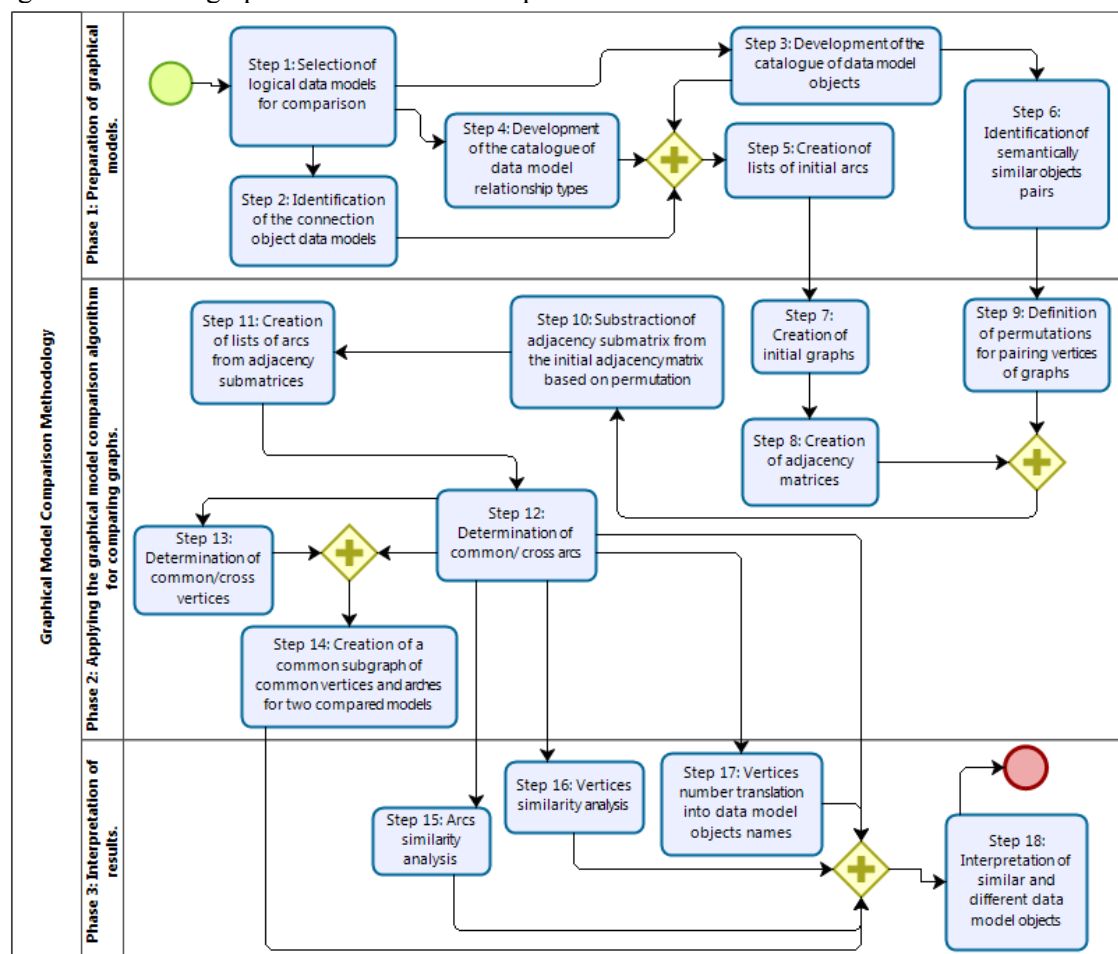 Graphical Model Comparison Methodology
Phase 1: Preparation of graphical
models.
Step 1: Selection of
logical data models
for comparison
Step 3: Development of the
catalogue of data model
objects
Step 4: Development
of the catalogue of
data model
relationship types
Step 5: Creation of
lists of initial arcs
Step 6:
Identification of
semantically
similar objects
pairs
Step 2: Identification
of the connection
object data models
Phase 2: Applying the graphical model comparison algorithm
for comparing graphs.
Step 11: Creation
of lists of arcs
from adjacency
submatrices
Step 10: Substraction of
adjacency submatrix from
the initial adjacency matrix
based on permutation
Step 7:
Creation of
initial graphs
Step 9: Definition
of permutations
for pairing vertices
of graphs
Step 8: Creation
of adjacency
matrices
Step 12:
Determination of
common/ cross arcs
Step 13:
Determination of
common/cross
vertices
Step 14: Creation of a
common subgraph of
common vertices and arches
for two compared models
Phase 3: Interpretation of
results.
Step 15: Arcs
similarity
analysis
Step 16: Vertices
similarity analysis
Step 17: Vertices
number translation
into data model
objects names
Step 18:
Interpretation of
similar and
different data
model objects